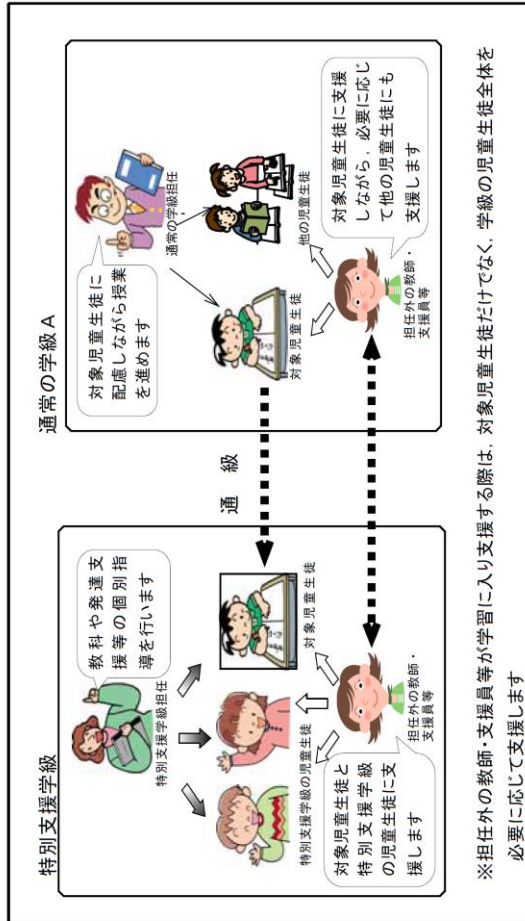 特別支援学級
教科や発達支
援等の個別指
導を行います
特別支援学級担任
特別支援学級の児童生徒
対象児童生徒
対象児童生徒と
特別支援学級
の児童生徒に支
援します
担任外の教師・
支援員等
通級
通常の学級A
対象児童生徒に
配慮しながら授業
を進めます
通常の学級担任
対象児童生徒
他の児童生徒
担任外の教師・
支援員等
対象児童生徒に支援
しながら，必要に応じ
て他の児童生徒にも
支援します
※担任外の教師・支援員等が学習に入り支援する際は，対象児童生徒だけでなく，学級の児童生徒全体を
必要に応じて支援します